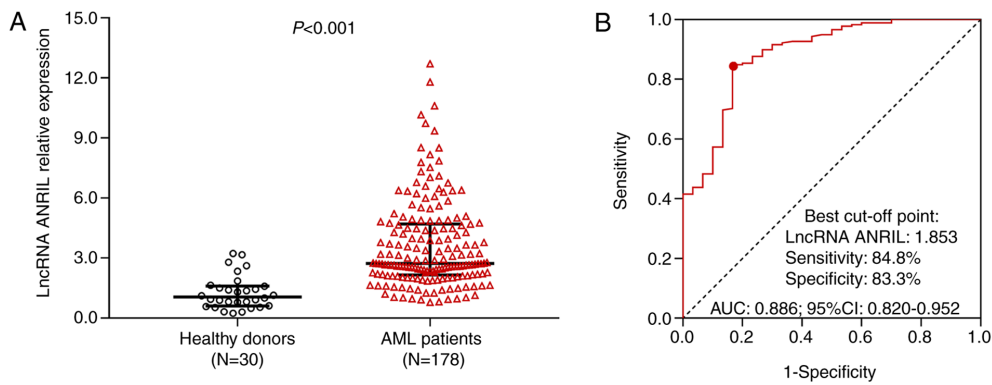 A
LncRNA ANRIL relative expression
15.0
12.0
9.0
6.0
3.0
0.0
P<0.001
Healthy donors
(N=30)
AML patients
(N=178)
B
Sensitivity
1.0
0.8
0.6
0.4
0.2
0.0
Best cut-off point:
LncRNA ANRIL: 1.853
Sensitivity: 84.8%
Specificity: 83.3%
AUC: 0.886; 95%CI: 0.820-0.952
0.0 0.2 0.4 0.6 0.8 1.0
1-Specificity